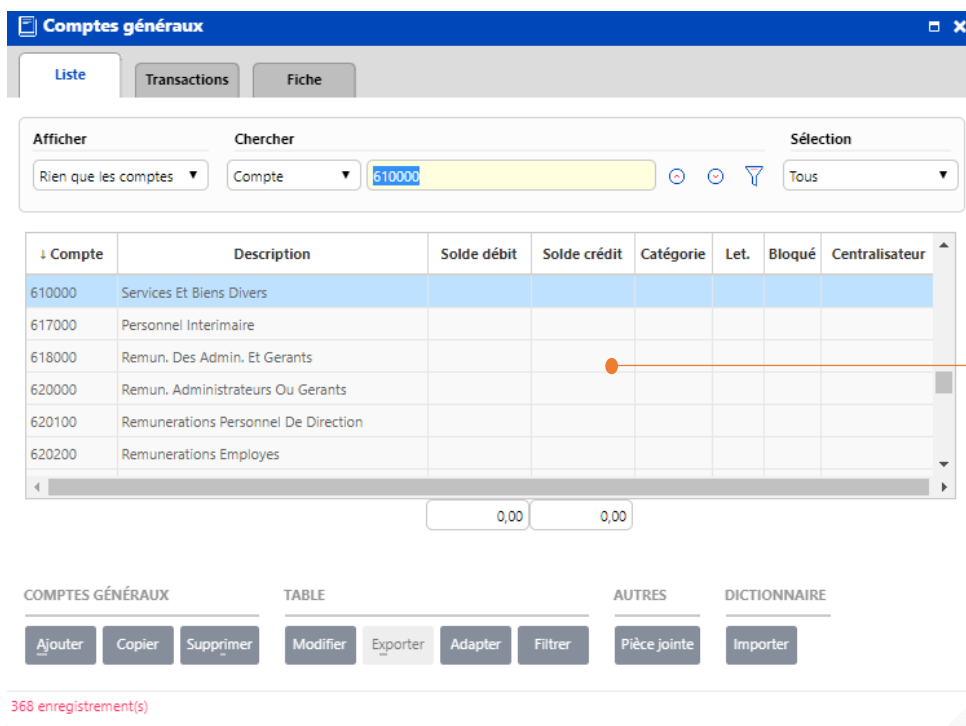 Comptes généraux
Liste Transactions Fiche
Afficher Chercher Sélection
Rien que les comptes Compte 610000 Tous
↓ Compte Description Solde débit Solde crédit Catégorie Let. Bloqué Centralisateur
610000 Services Et Biens Divers
617000 Personnel Interimaire
618000 Remun. Des Admin. Et Gerants
620000 Remun. Administrateurs Ou Gerants
620100 Remunerations Personnel De Direction
620200 Remunerations Employes
0,00 0,00
COMPTES GÉNÉRAUX TABLE AUTRES DICTIONNAIRE
Ajouter Copier Supprimer Modifier Exporter Adapter Filtrer Pièce jointe Importer
368 enregistrement(s)